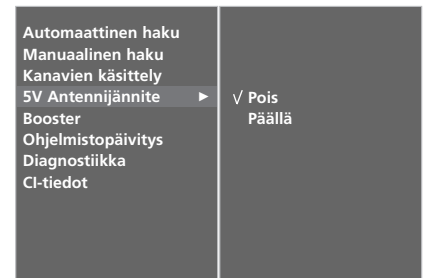 Automaattinen haku
Manuaalinen haku
Kanavien käsittely
5V Antennijännite ►
Booster
Ohjelmistopäivitys
Diagnostiikka
CI-tiedot
√ Pois
Päällä